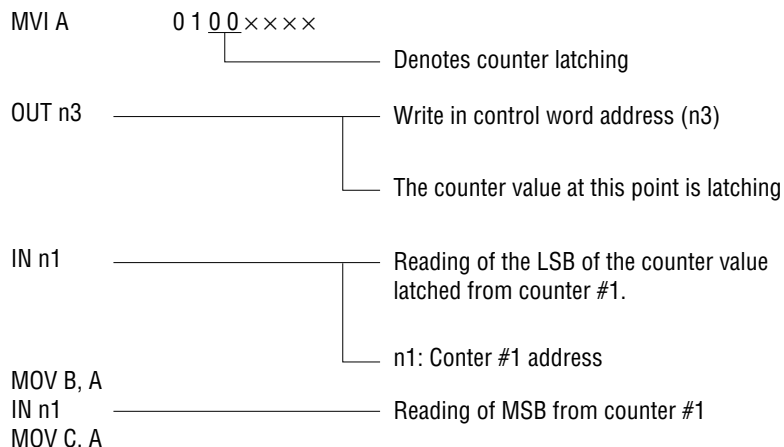 MVI A 0 1 0 0 × × × ×
Denotes counter latching
OUT n3 Write in control word address (n3)
The counter value at this point is latching
IN n1 Reading of the LSB of the counter value
latched from counter #1.
n1: Conter #1 address
MOV B, A
IN n1 Reading of MSB from counter #1
MOV C, A